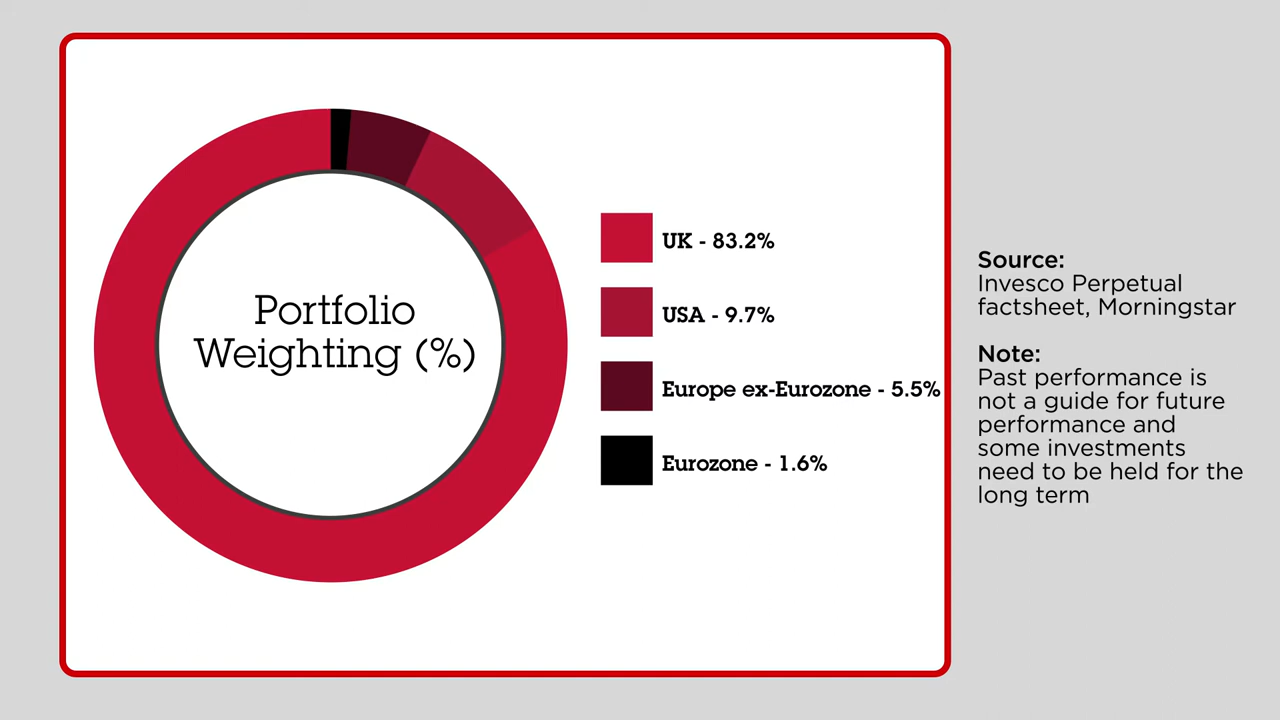 Portfolio
Weighting (%)
UK - 83.2%
USA - 9.7%
Europe ex-Eurozone - 5.5%
Eurozone - 1.6%
Source:
Invesco Perpetual
factsheet, Morningstar
Note:
Past performance is
not a guide for future
performance and
some investments
need to be held for the
long term